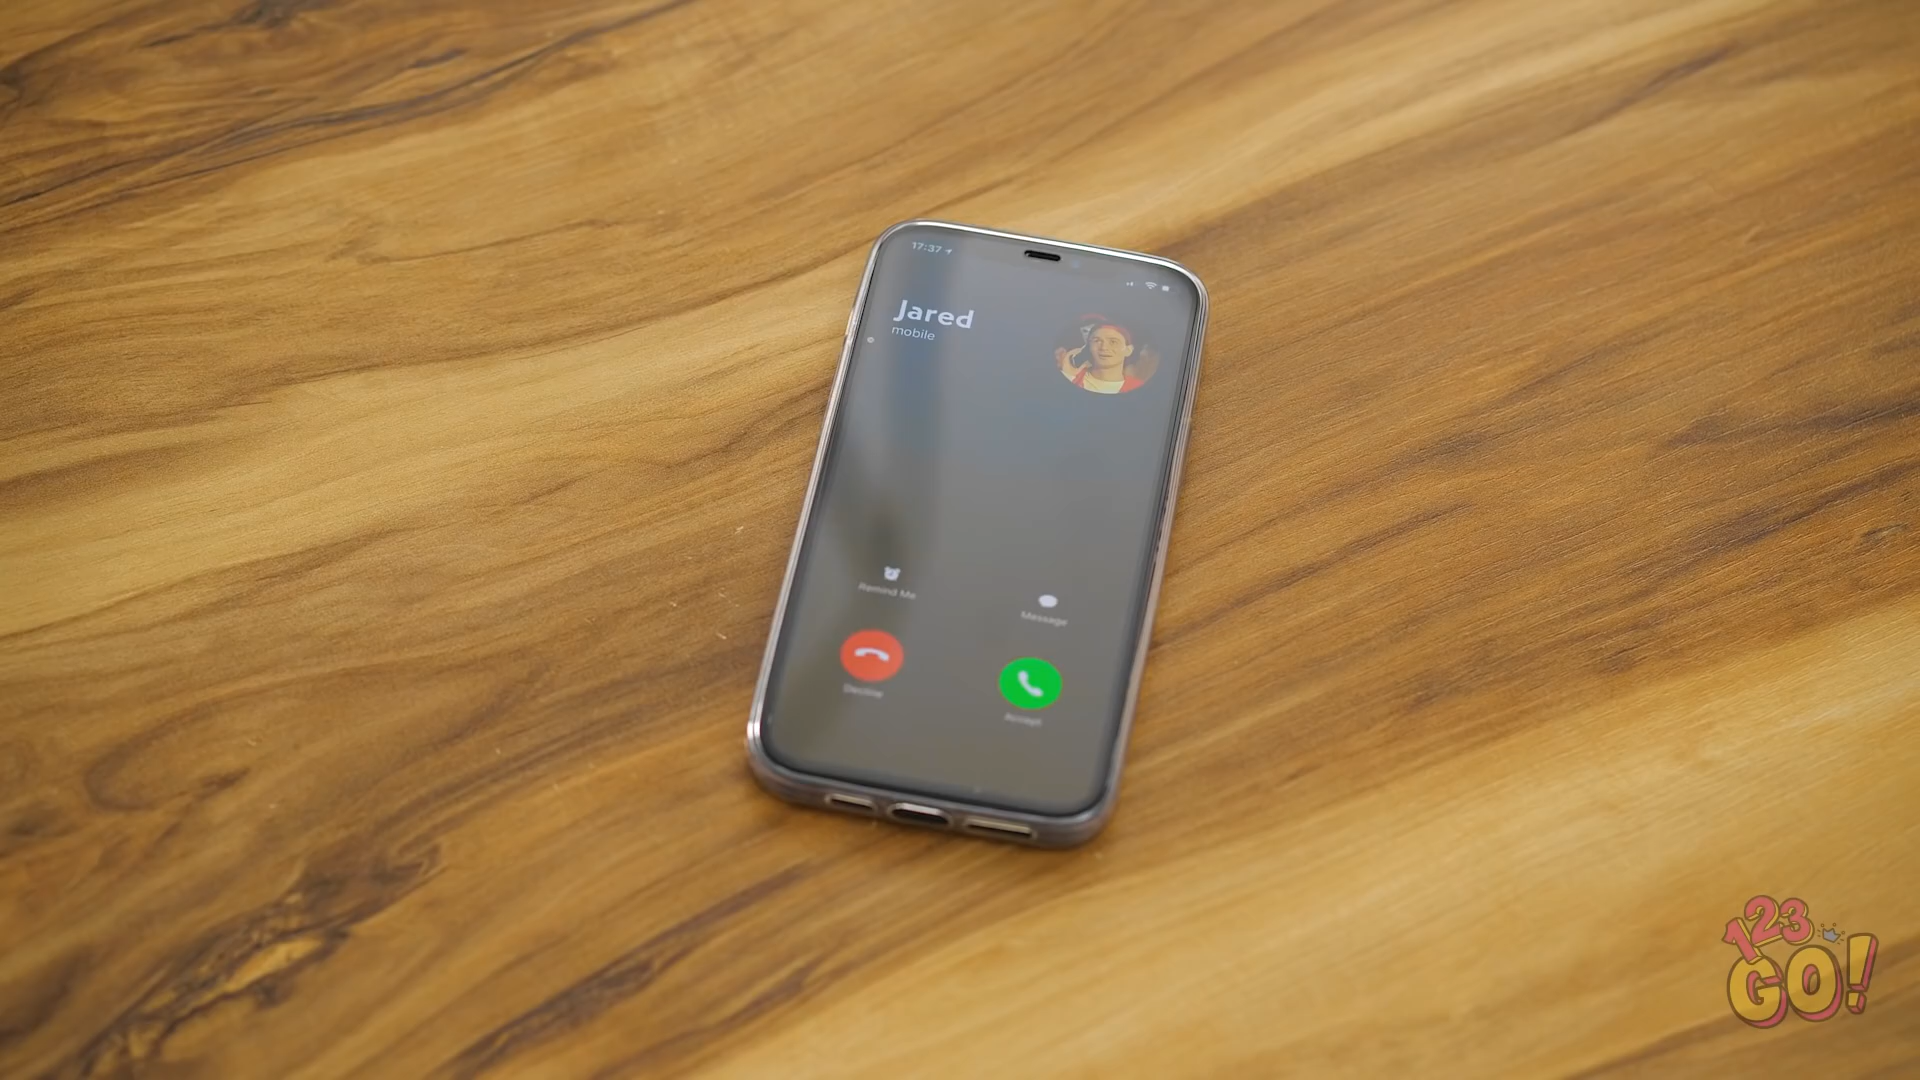 17:37
Jared
mobile
Remind Me
Message
Decline
Accept
123
GO!